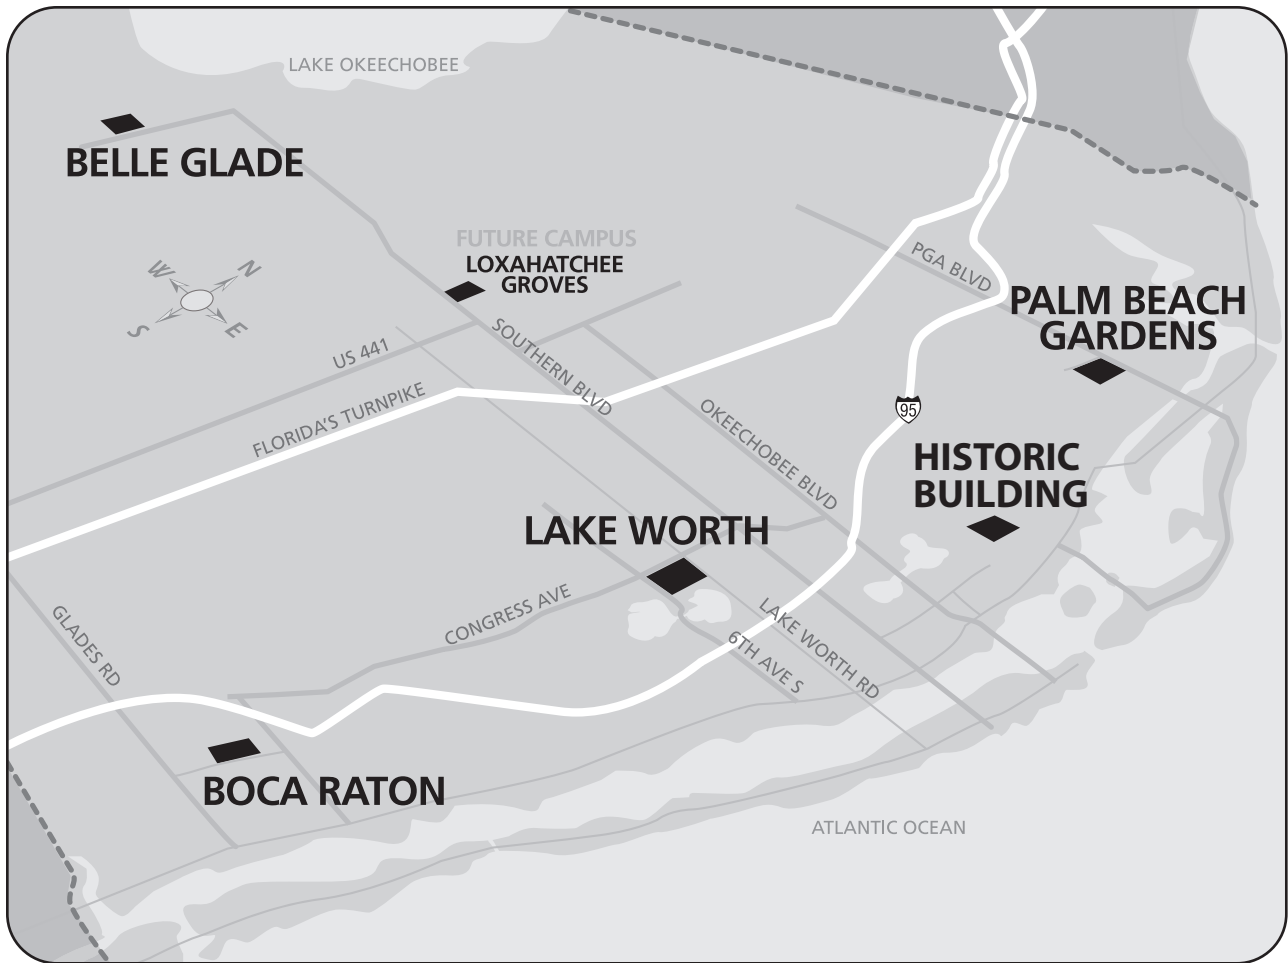 LAKE OKEECHOBEE
BELLE GLADE
FUTURE CAMPUS
LOXAHATCHEE
GROVES
W
N
S
E
PGA BLVD
PALM BEACH
GARDENS
US 441
SOUTHERN BLVD
FLORIDA'S TURNPIKE
OKEECHOBEE BLVD
95
HISTORIC
BUILDING
LAKE WORTH
CONGRESS AVE
GLADES RD
LAKE WORTH RD
6TH AVE S
BOCA RATON
ATLANTIC OCEAN